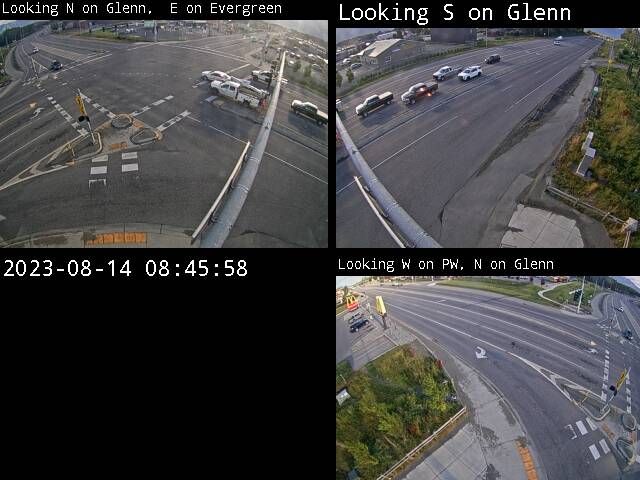 Looking N on Glenn,  E on Evergreen
Looking S on Glenn
2023-08-14 08:45:58
Looking W on PW, N on Glenn